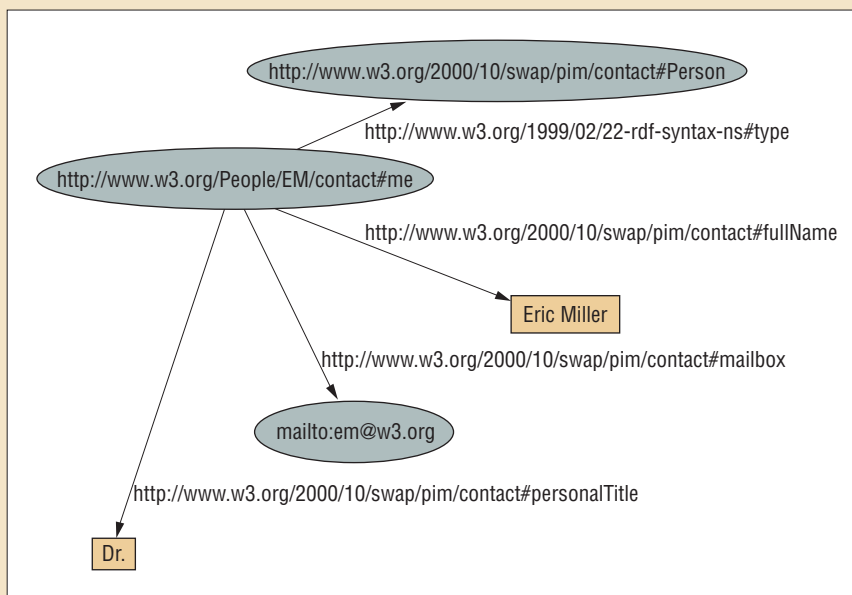 http://www.w3.org/2000/10/swap/pim/contact#Person
http://www.w3.org/1999/02/22-rdf-syntax-ns#type
http://www.w3.org/People/EM/contact#me
http://www.w3.org/2000/10/swap/pim/contact#fullName
Eric Miller
http://www.w3.org/2000/10/swap/pim/contact#mailbox
mailto:em@w3.org
http://www.w3.org/2000/10/swap/pim/contact#personalTitle
Dr.